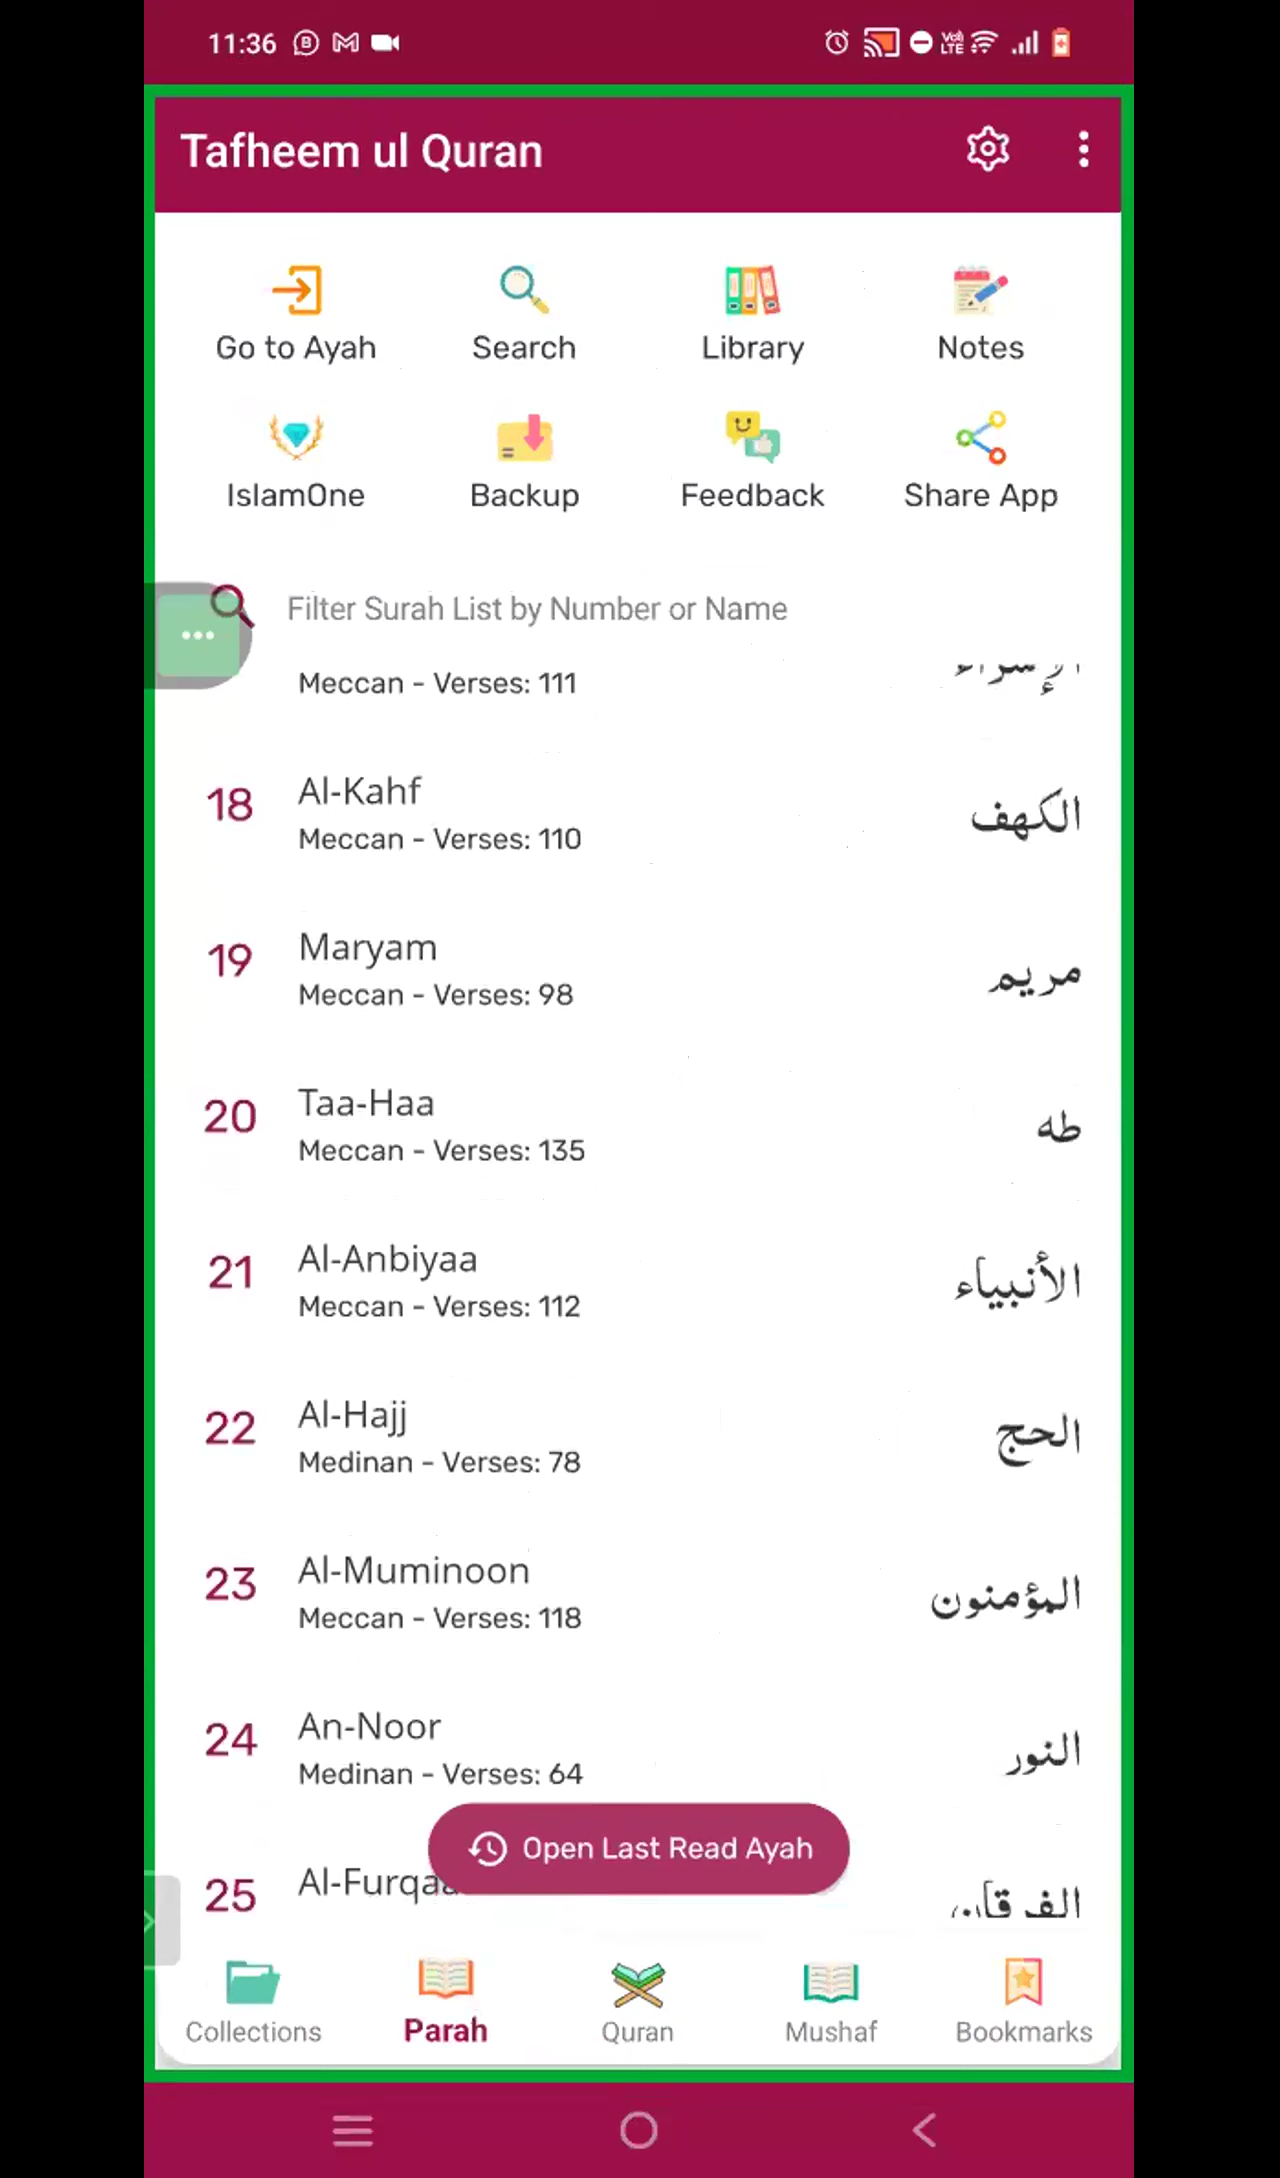 11:36
Tafheem ul Quran
Go to Ayah
Search
Library
Notes
IslamOne
Backup
Feedback
Share App
Filter Surah List by Number or Name
Meccan - Verses: 111
18
Al-Kahf
Meccan - Verses: 110
الكهف
19
Maryam
Meccan - Verses: 98
مريم
20
Taa-Haa
Meccan - Verses: 135
طه
21
Al-Anbiyaa
Meccan - Verses: 112
الأنبياء
22
Al-Hajj
Medinan - Verses: 78
الحج
23
Al-Muminoon
Meccan - Verses: 118
المؤمنون
24
An-Noor
Medinan - Verses: 64
النور
Open Last Read Ayah
25
Al-Furqaa
الفرقان
Collections
Parah
Quran
Mushaf
Bookmarks